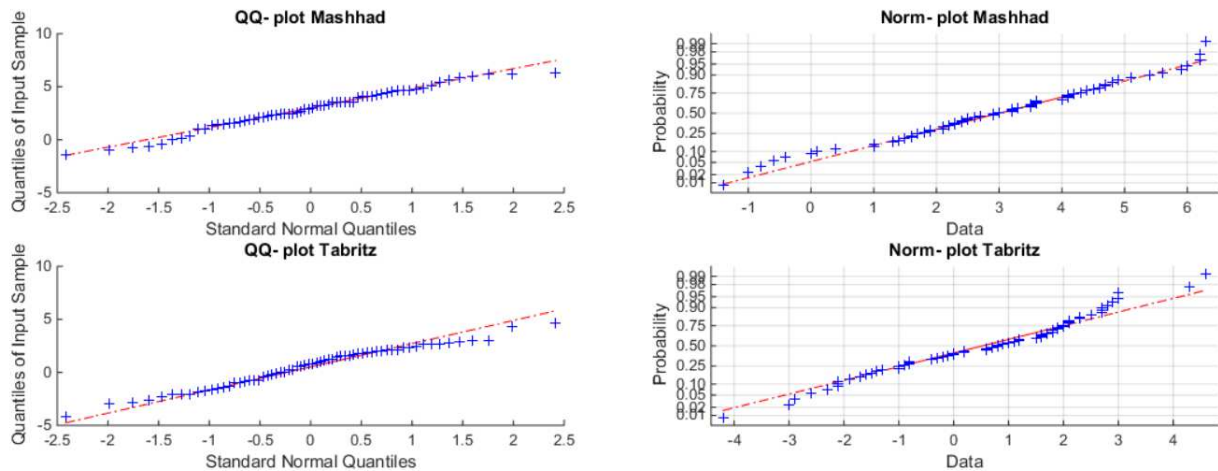 QQ- plot Mashhad
Quantiles of Input Sample
10
5
0
-5
-2.5 -2 -1.5 -1 -0.5 0 0.5 1 1.5 2 2.5
Standard Normal Quantiles
Norm- plot Mashhad
Probability
0.99
0.98
0.95
0.90
0.75
0.50
0.25
0.10
0.05
0.02
0.01
-1 0 1 2 3 4 5 6
Data
QQ- plot Tabritz
Quantiles of Input Sample
10
5
0
-5
-2.5 -2 -1.5 -1 -0.5 0 0.5 1 1.5 2 2.5
Standard Normal Quantiles
Norm- plot Tabritz
Probability
0.99
0.98
0.95
0.90
0.75
0.50
0.25
0.10
0.05
0.02
0.01
-4 -3 -2 -1 0 1 2 3 4
Data